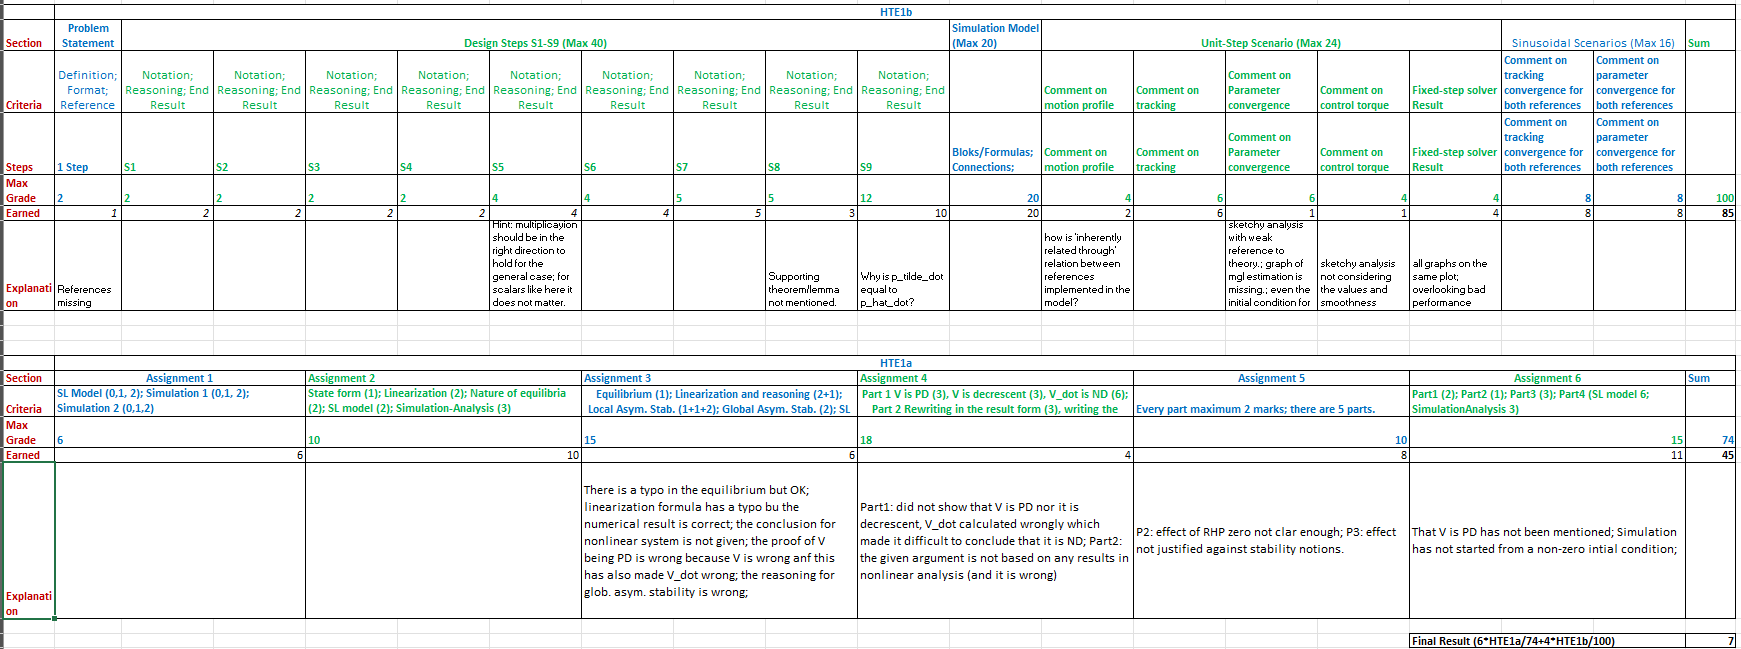 HTE1b
Section
Problem
Statement
Design Steps S1-S9 (Max 40)
Simulation Model
(Max 20)
Unit-Step Scenario (Max 24)
Sinusoidal Scenarios (Max 16)
Sum
Criteria
Definition;
Format;
Reference
Notation;
Reasoning; End
Result
Notation;
Reasoning; End
Result
Notation;
Reasoning; End
Result
Notation;
Reasoning; End
Result
Notation;
Reasoning; End
Result
Notation;
Reasoning; End
Result
Notation;
Reasoning; End
Result
Notation;
Reasoning; End
Result
Notation;
Reasoning; End
Result
Comment on
motion profile
Comment on
tracking
Comment on
Parameter
convergence
Comment on
control torque
Fixed-step solver
Result
Comment on
tracking
convergence for
both references
Comment on
parameter
convergence for
both references
Steps
1 Step
S1
S2
S3
S4
S5
S6
S7
S8
S9
Bloks/Formulas;
Connections;
Comment on
motion profile
Comment on
tracking
Comment on
Parameter
convergence
Comment on
control torque
Fixed-step solver
Result
Comment on
tracking
convergence for
both references
Comment on
parameter
convergence for
both references
Max
Grade
2
2
2
2
2
4
4
5
5
12
20
4
6
6
4
4
8
8
100
Earned
1
2
2
2
2
4
4
5
3
10
20
2
6
1
1
4
8
8
85
Explanati
on
References
missing
Hint: multiplicayion
should be in the
right direction to
hold for the
general case; for
scalars like here it
does not matter.
Supporting
theorem/lemma
not mentioned.
Why is p_tilde_dot
equal to
p_hat_dot?
how is 'inherently
related through'
relation between
references
implemented in the
model?
sketchy analysis
with weak
reference to
theory.; graph of
mgl estimation is
missing.; even the
initial condition for
sketchy analysis
not considering
the values and
smoothness
all graphs on the
same plot;
overlooking bad
performance
HTE1a
Section
Assignment 1
Assignment 2
Assignment 3
Assignment 4
Assignment 5
Assignment 6
Sum
Criteria
SL Model (0,1, 2); Simulation 1 (0,1, 2);
Simulation 2 (0,1,2)
State form (1); Linearization (2); Nature of equilibria
(2); SL model (2); Simulation-Analysis (3)
Equilibrium (1); Linearization and reasoning (2+1);
Local Asym. Stab. (1+1+2); Global Asym. Stab. (2); SL
Part 1 V is PD (3), V is decrescent (3), V_dot is ND (6);
Part 2 Rewriting in the result form (3), writing the
Every part maximum 2 marks; there are 5 parts.
Part1 (2); Part2 (1); Part3 (3); Part4 (SL model 6;
SimulationAnalysis 3)
Max
Grade
6
10
15
18
10
15
74
Earned
6
10
6
4
8
11
45
Explanati
on
There is a typo in the equilibrium but OK;
linearization formula has a typo bu the
numerical result is correct; the conclusion for
nonlinear system is not given; the proof of V
being PD is wrong because V is wrong anf this
has also made V_dot wrong; the reasoning for
glob. asym. stability is wrong;
Part1: did not show that V is PD nor it is
decrescent, V_dot calculated wrongly which
made it difficult to conclude that it is ND; Part2:
the given argument is not based on any results in
nonlinear analysis (and it is wrong)
P2: effect of RHP zero not clar enough; P3: effect
not justified against stability notions.
That V is PD has not been mentioned; Simulation
has not started from a non-zero intial condition;
Final Result (6*HTE1a/74+4*HTE1b/100)
7